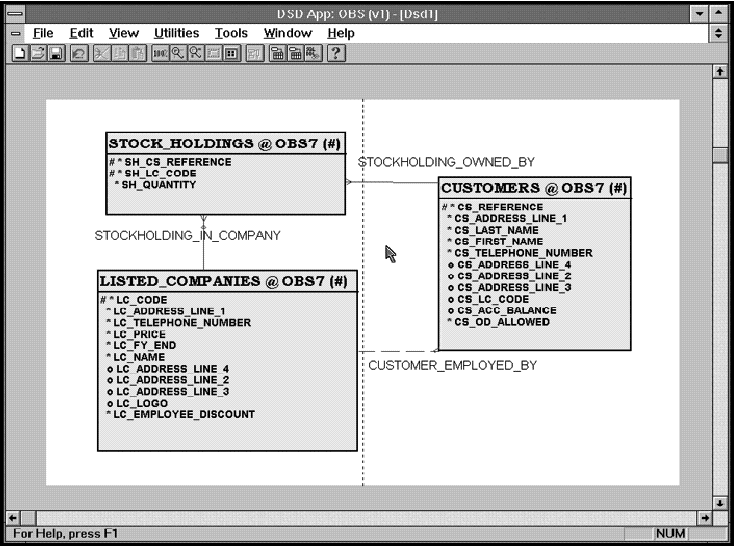 DSD App: OBS (v1) - [Dsd1]
File Edit View Utilities Tools Window Help
STOCK_HOLDINGS @ OBS7 (#)
# * SH_CS_REFERENCE
# * SH_LC_CODE
* SH_QUANTITY
STOCKHOLDING_OWNED_BY
CUSTOMERS @ OBS7 (#)
# * CS_REFERENCE
* CS_ADDRESS_LINE_1
* CS_LAST_NAME
* CS_FIRST_NAME
* CS_TELEPHONE_NUMBER
o CS_ADDRESS_LINE_4
o CS_ADDRESS_LINE_2
o CS_ADDRESS_LINE_3
o CS_LC_CODE
o CS_ACC_BALANCE
* CS_OD_ALLOWED
STOCKHOLDING_IN_COMPANY
LISTED_COMPANIES @ OBS7 (#)
# * LC_CODE
* LC_ADDRESS_LINE_1
* LC_TELEPHONE_NUMBER
* LC_PRICE
* LC_FY_END
* LC_NAME
o LC_ADDRESS_LINE_4
o LC_ADDRESS_LINE_2
o LC_ADDRESS_LINE_3
o LC_LOGO
* LC_EMPLOYEE_DISCOUNT
CUSTOMER_EMPLOYED_BY
For Help, press F1
NUM